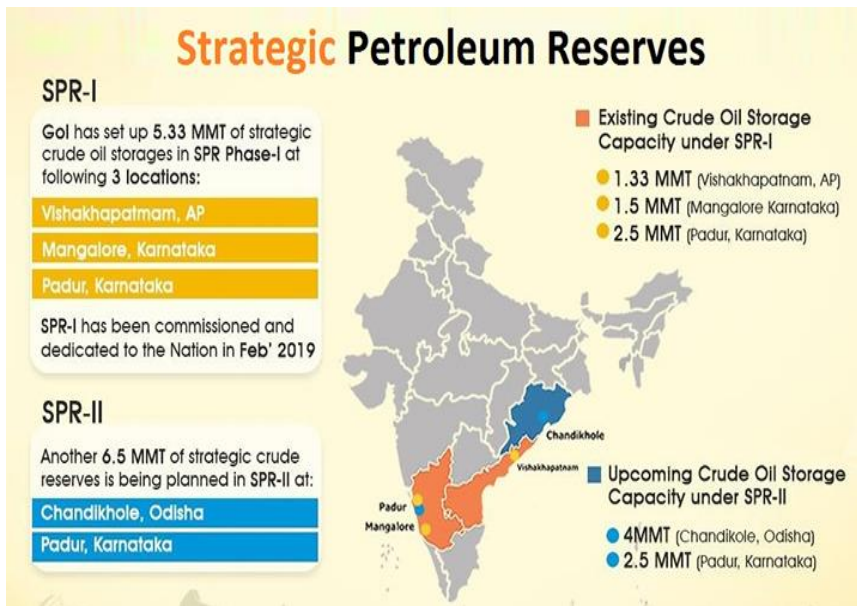 Strategic Petroleum Reserves
SPR-I
GoI has set up 5.33 MMT of strategic
crude oil storages in SPR Phase-I at
following 3 locations:
Vishakhapatmam, AP
Mangalore, Karnataka
Padur, Karnataka
SPR-I has been commissioned and
dedicated to the Nation in Feb' 2019
SPR-II
Another 6.5 MMT of strategic crude
reserves is being planned in SPR-II at:
Chandikhole, Odisha
Padur, Karnataka
Existing Crude Oil Storage
Capacity under SPR-I
1.33 MMT (Vishakhapatnam, AP)
1.5 MMT (Mangalore Karnataka)
2.5 MMT (Padur, Karnataka)
Chandikhole
Vishakhapatnam
Padur
Mangalore
Upcoming Crude Oil Storage
Capacity under SPR-II
4MMT (Chandikole, Odisha)
2.5 MMT (Padur, Karnataka)